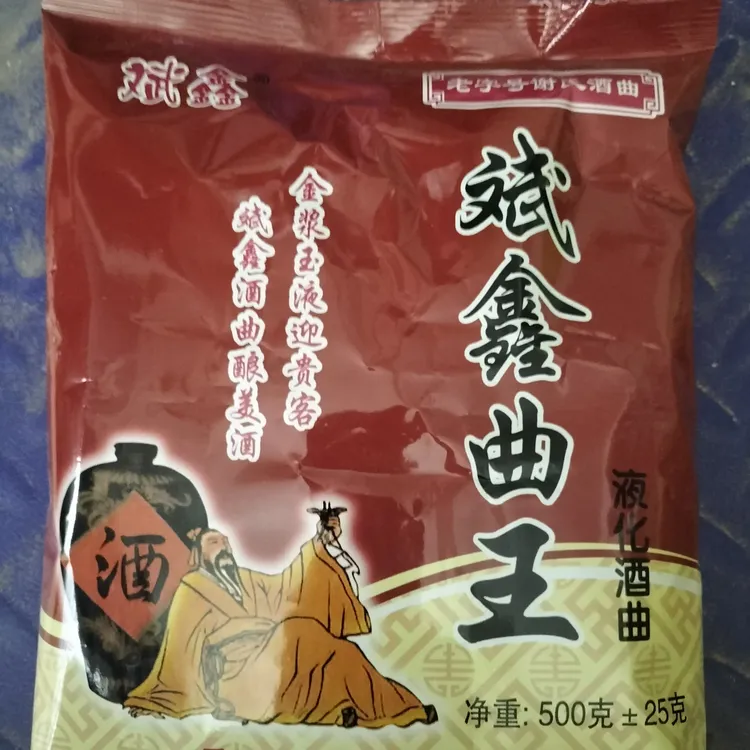 斌鑫
老字号谢氏酒曲
斌鑫曲王
液化酒曲
金浆玉液迎贵客
斌鑫酒曲酿美酒
酒
净重: 500克±25克